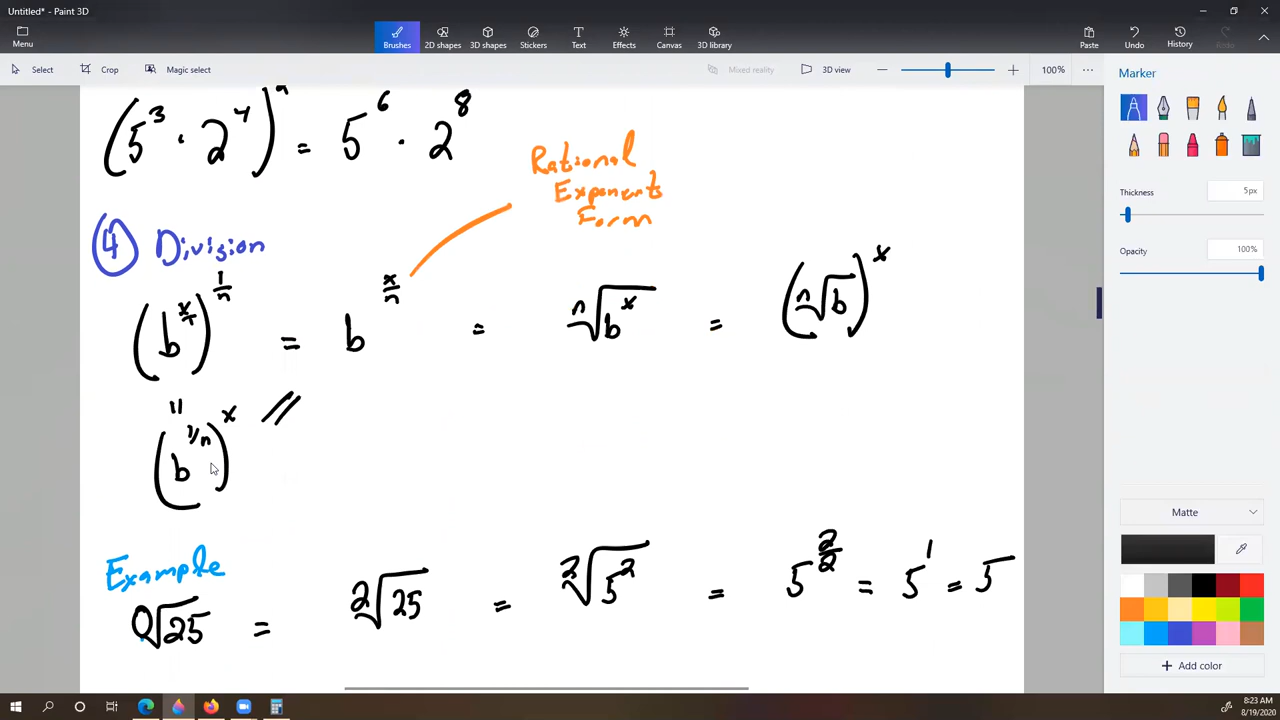 Untitled* - Paint 3D
Menu
Brushes 2D shapes 3D shapes Stickers Text Effects Canvas 3D library Paste Undo History Redo
Select Crop Magic select Mixed reality 3D view 100%
Marker
Thickness 5px
Opacity 100%
Matte
Add color
(5³ · 2⁴) = 5⁶ · 2⁸
Rational
Exponents
Form
④ Division
(b^(x/1))^(1/n) = b^(x/n) = ⁿ√(b^x) = (ⁿ√b)^x
"
(b^(1/n))^x //
Example
√25 = ²√25 = ²√(5²) = 5^(2/2) = 5¹ = 5
8:23 AM
8/19/2020